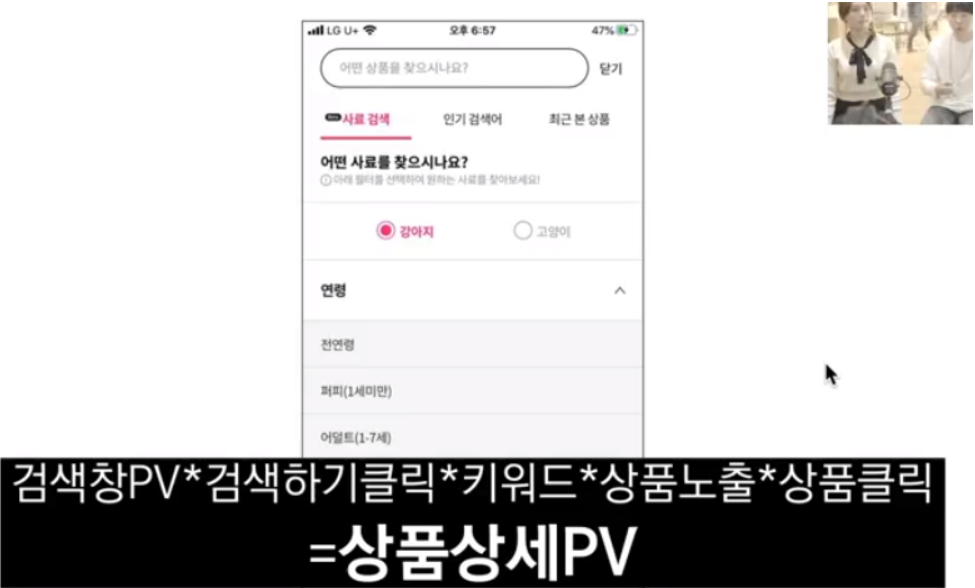 LG U+ 오후 6:57 47%
어떤 상품을 찾으시나요? 닫기
사료 검색 인기 검색어 최근 본 상품
어떤 사료를 찾으시나요?
아래 필터를 선택하여 원하는 사료를 찾아보세요!
강아지 고양이
연령
전연령
퍼피(1세미만)
어덜트(1-7세)
검색창PV*검색하기클릭*키워드*상품노출*상품클릭
=상품상세PV